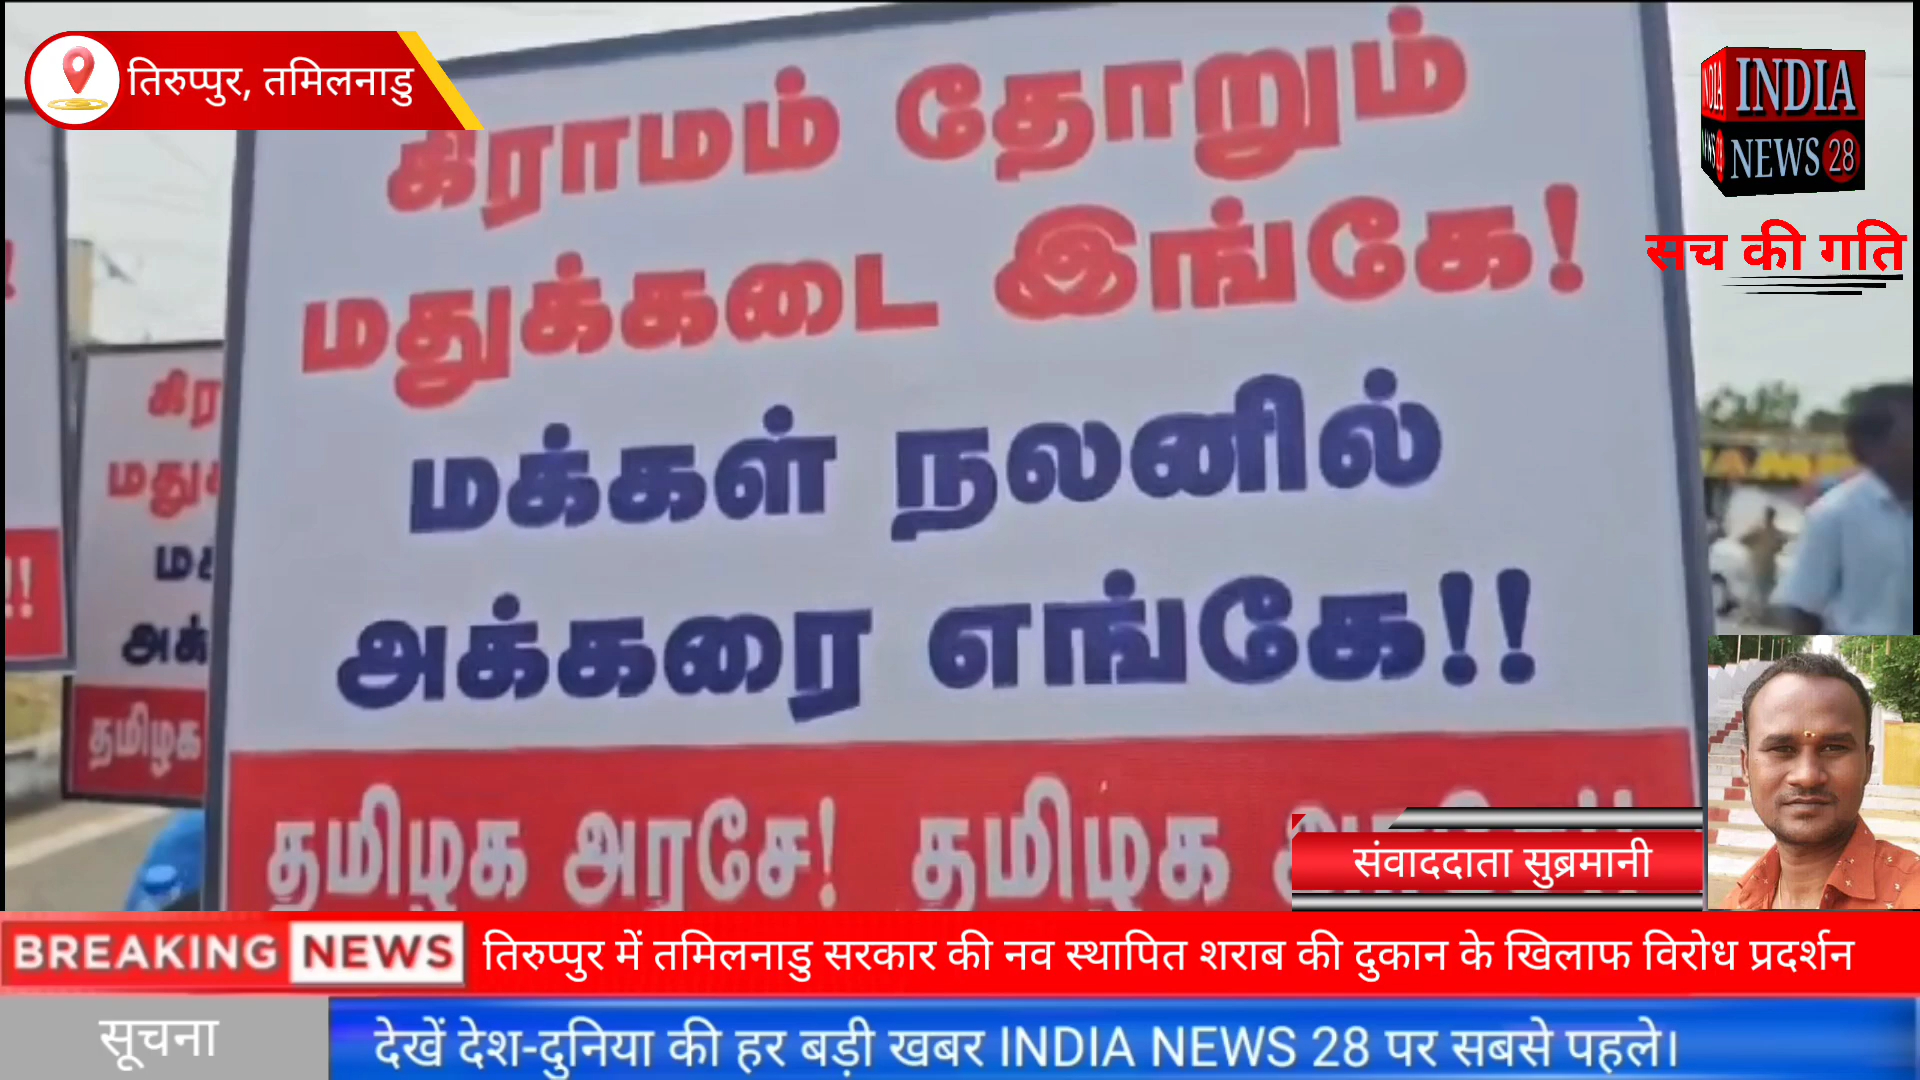 तिरुप्पुर, तमिलनाडु
INDIA
NEWS 28
सच की गति
கிராமம் தோறும்
மதுக்கடை இங்கே!
மக்கள் நலனில்
அக்கரை எங்கே!!
தமிழக அரசே! தமிழக
தமிழக
संवाददाता सुब्रमानी
BREAKING NEWS तिरुप्पुर में तमिलनाडु सरकार की नव स्थापित शराब की दुकान के खिलाफ विरोध प्रदर्शन
सूचना देखें देश-दुनिया की हर बड़ी खबर INDIA NEWS 28 पर सबसे पहले।